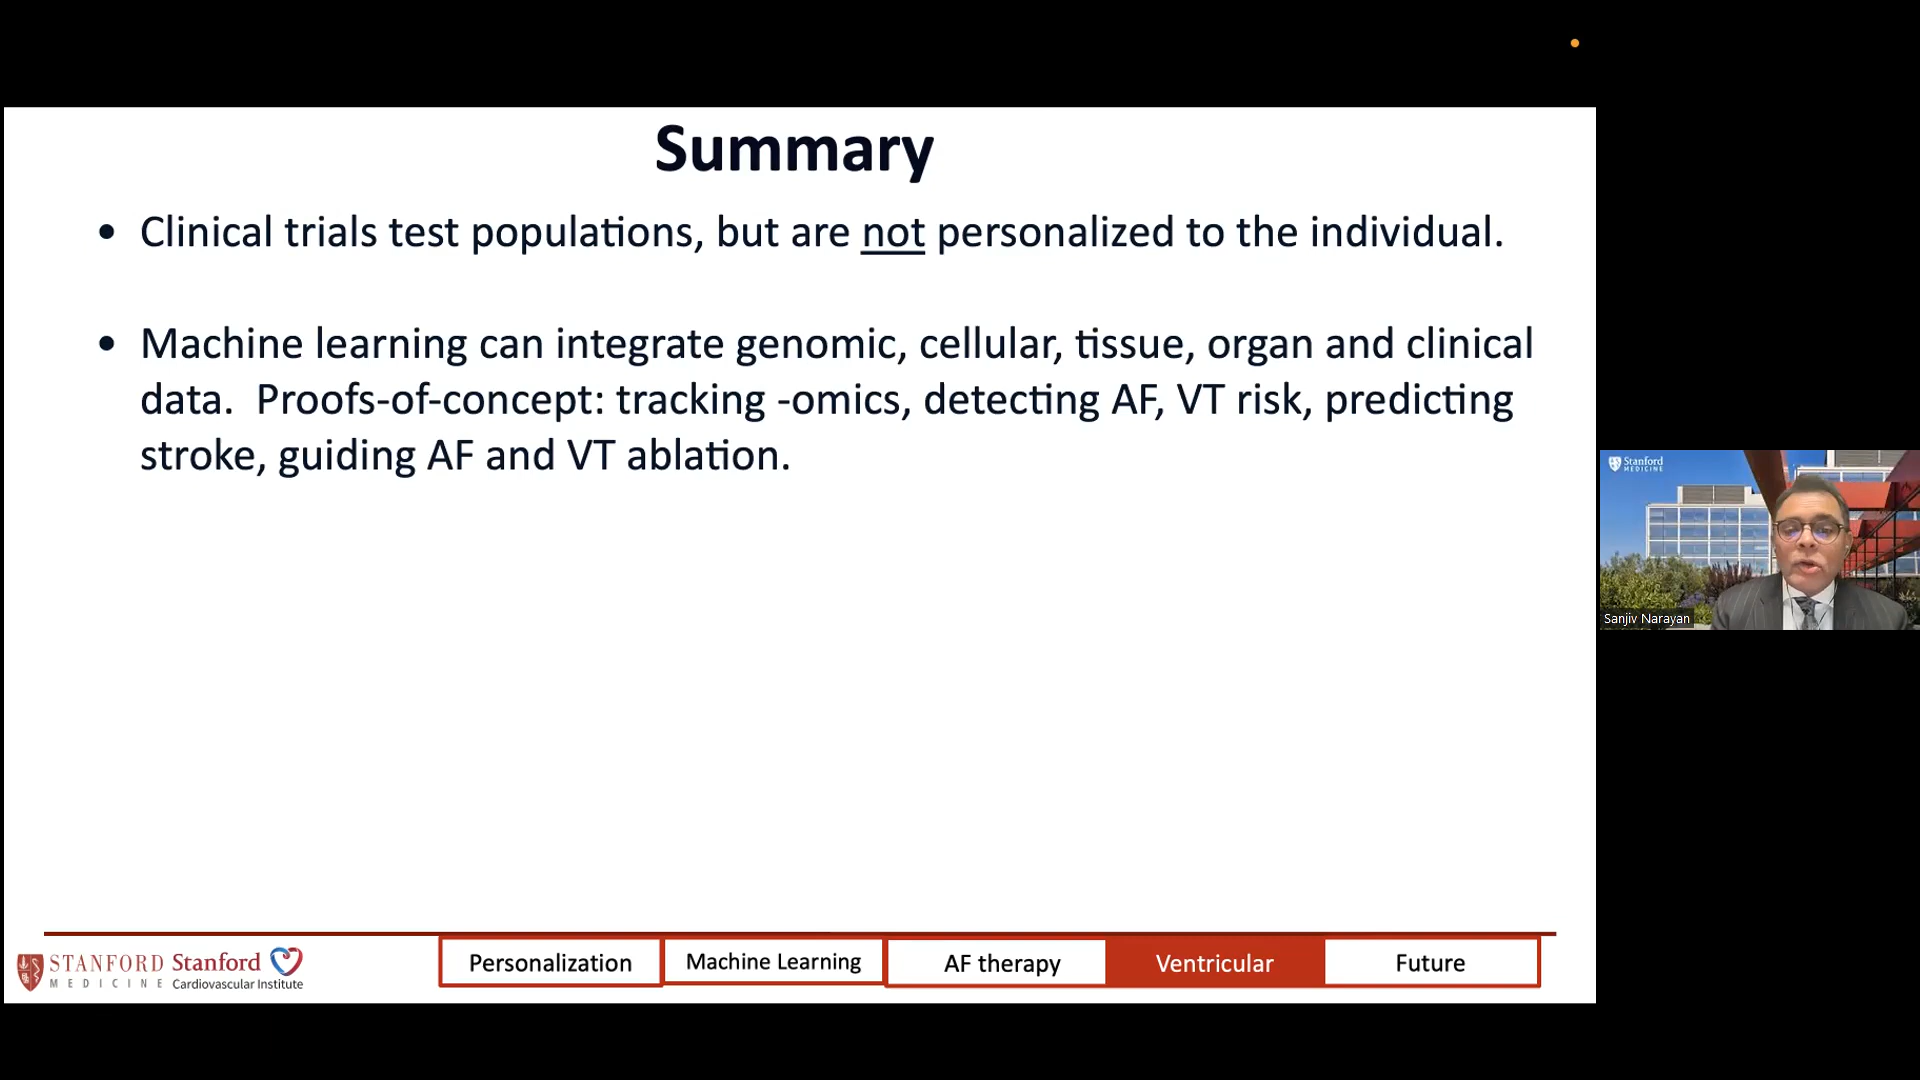 Summary
• Clinical trials test populations, but are not personalized to the individual.
• Machine learning can integrate genomic, cellular, tissue, organ and clinical
data.  Proofs-of-concept: tracking -omics, detecting AF, VT risk, predicting
stroke, guiding AF and VT ablation.
Stanford
MEDICINE
Sanjiv Narayan
STANFORD
MEDICINE
Stanford
Cardiovascular Institute
Personalization
Machine Learning
AF therapy
Ventricular
Future